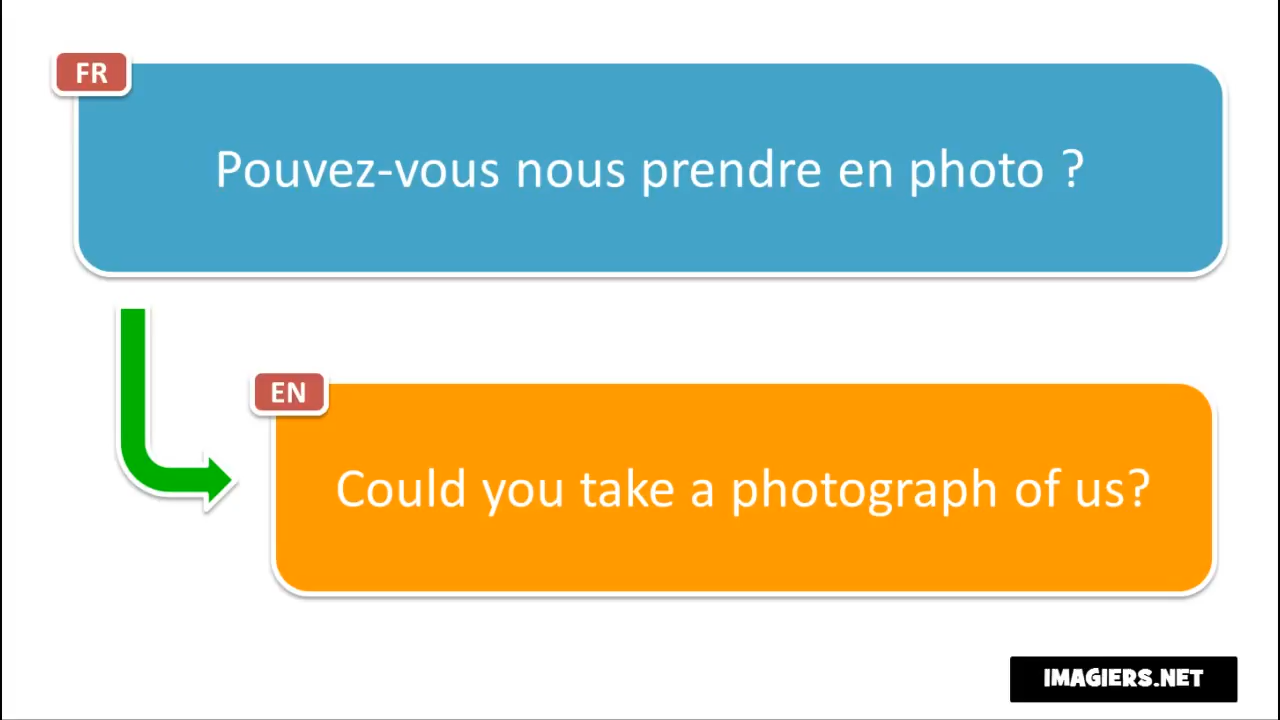 FR
Pouvez-vous nous prendre en photo ?
EN
Could you take a photograph of us?
IMAGIERS.NET